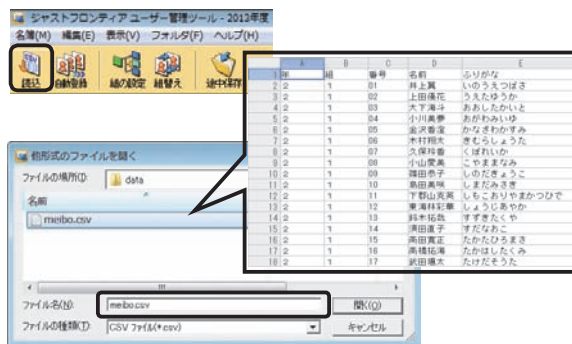 ジャストフロンティア ユーザー管理ツール - 2013年度
名簿(M) 編集(E) 表示(V) フォルダ(F) ヘルプ(H)
読込 自動登録 組の設定 組替え 途中保存
A B C D E
1 年 組 番号 名前 ふりがな
2 2 1 01 井上翼 いのうえつばさ
3 2 1 02 上田優花 うえだゆうか
4 2 1 03 大下海斗 おおしたかいと
5 2 1 04 小川美夢 おがわみいゆ
6 2 1 05 金沢香澄 かなざわかすみ
7 2 1 06 木村翔太 きむらしょうた
8 2 1 07 久保玲香 くぼれいか
9 2 1 08 小山愛美 こやままなみ
10 2 1 09 篠田恭子 しのだきょうこ
11 2 1 10 島田美咲 しまだみさき
12 2 1 11 下郡山克英 しもこおりやまかつひで
13 2 1 12 東海林彩華 しょうじあやか
14 2 1 13 鈴木拓哉 すずきたくや
15 2 1 14 須田直子 すだなおこ
16 2 1 15 高田寛正 たかだひろまさ
17 2 1 16 高橋拓海 たかはしたくみ
18 2 1 17 武田颯太 たけだそうた
他形式のファイルを開く
ファイルの場所(I): data
名前
meibo.csv
ファイル名(N): meibo.csv 開く(O)
ファイルの種類(T): CSV ファイル(*.csv) キャンセル